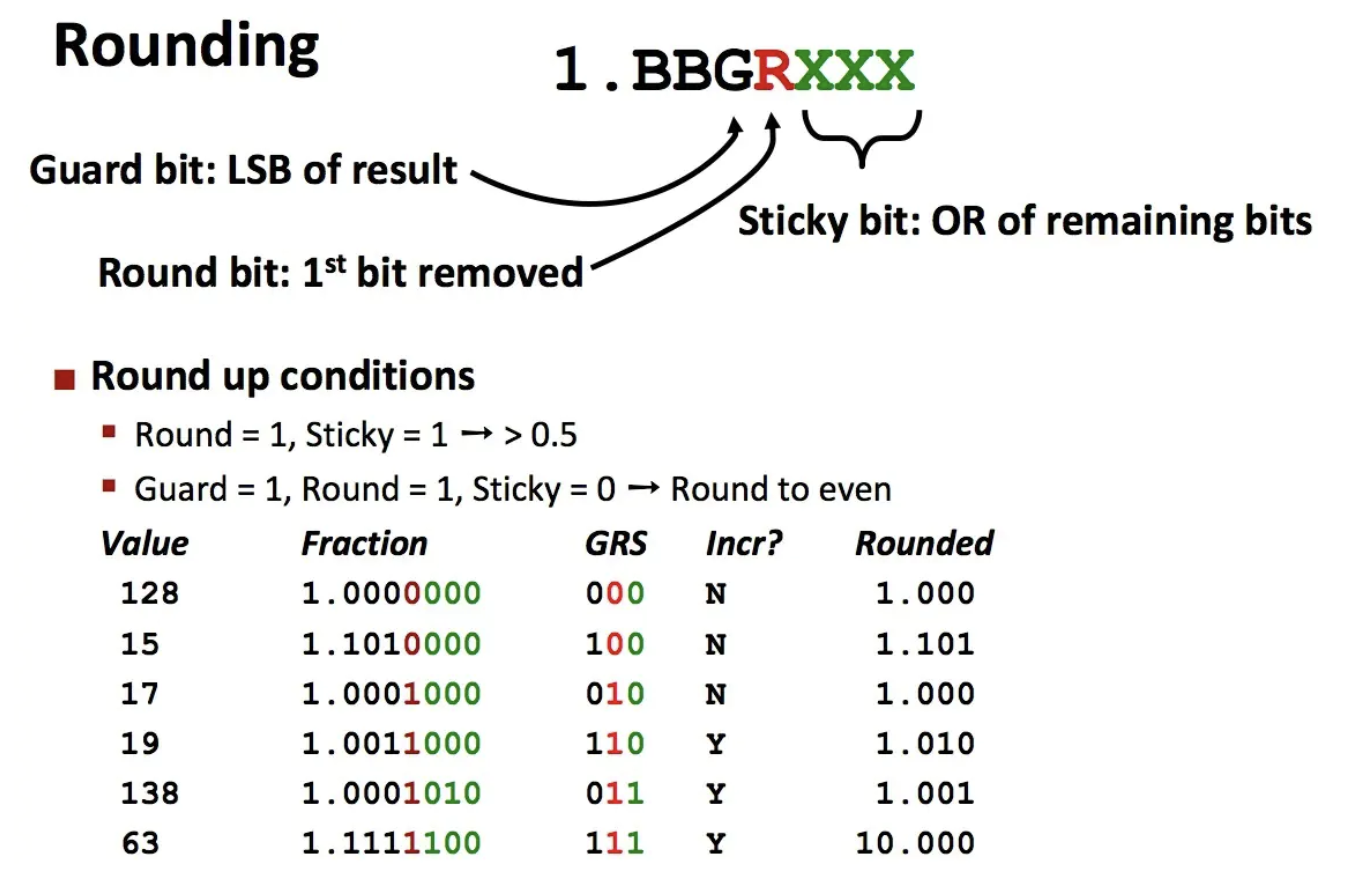 Rounding
1.BBGRXXX
Guard bit: LSB of result
Sticky bit: OR of remaining bits
Round bit: 1st bit removed
■ Round up conditions
▪ Round = 1, Sticky = 1 → > 0.5
▪ Guard = 1, Round = 1, Sticky = 0 → Round to even
Value Fraction GRS Incr? Rounded
128 1.0000000 000 N 1.000
15 1.1010000 100 N 1.101
17 1.0001000 010 N 1.000
19 1.0011000 110 Y 1.010
138 1.0001010 011 Y 1.001
63 1.1111100 111 Y 10.000